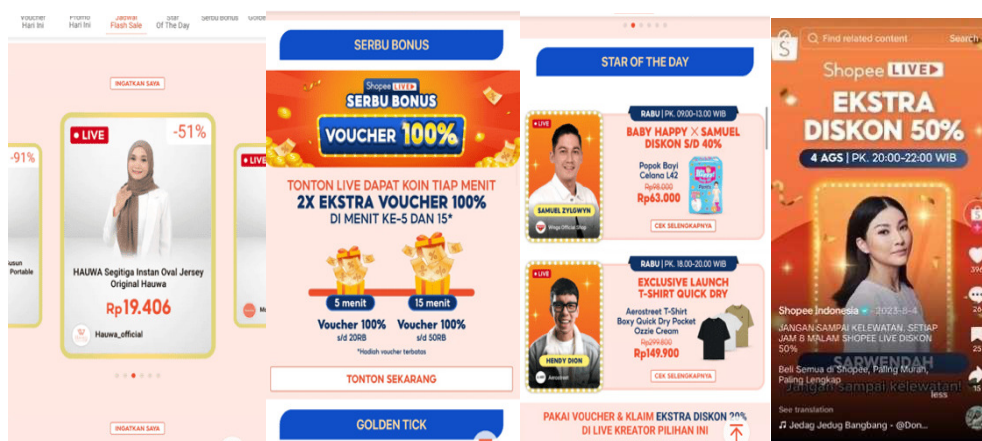 Voucher
Hari Ini
Promo
Hari Ini
Jadwal
Flash Sale
Star
Of The Day
Serbu Bonus
INGATKAN SAYA
-91%
LIVE
-51%
LIVE
Portable
HAUWA Segitiga Instan Oval Jersey
Original Hauwa
Rp19.406
Hauwa_official
INGATKAN SAYA
SERBU BONUS
Shopee LIVE
SERBU BONUS
VOUCHER 100%
TONTON LIVE DAPAT KOIN TIAP MENIT
2X EKSTRA VOUCHER 100%
DI MENIT KE-5 DAN 15*
5 menit
15 menit
Voucher 100%
s/d 20RB
Voucher 100%
s/d 50RB
*Hadiah voucher terbatas
TONTON SEKARANG
GOLDEN TICK
STAR OF THE DAY
LIVE
RABU | PK. 09.00-13.00 WIB
BABY HAPPY X SAMUEL
DISKON S/D 40%
Popok Bayi
Celana L42
Rp98.000
Rp63.000
SAMUEL ZYLGWYN
Wings Official Shop
CEK SELENGKAPNYA
LIVE
RABU | PK. 18.00-20.00 WIB
EXCLUSIVE LAUNCH
T-SHIRT QUICK DRY
Aerostreet T-Shirt
Boxy Quick Dry Pocket
Ozzie Cream
Rp299.800
Rp149.900
HENDY DION
Aerostreet
CEK SELENGKAPNYA
PAKAI VOUCHER & KLAIM EKSTRA DISKON 20%
DI LIVE KREATOR PILIHAN INI
Find related content
Search
Shopee LIVE
EKSTRA
DISKON 50%
4 AGS | PK. 20:00-22:00 WIB
Shopee Indonesia
2023-8-4
JANGAN SAMPAI KELEWATAN, SETIAP
JAM 8 MALAM SHOPEE LIVE DISKON
50%
SARWENDAH
Beli Semua di Shopee, Paling Murah,
Paling Lengkap
Jangan sampai kelewatan!
less
See translation
Jedag Jedug Bangbang - @Don...